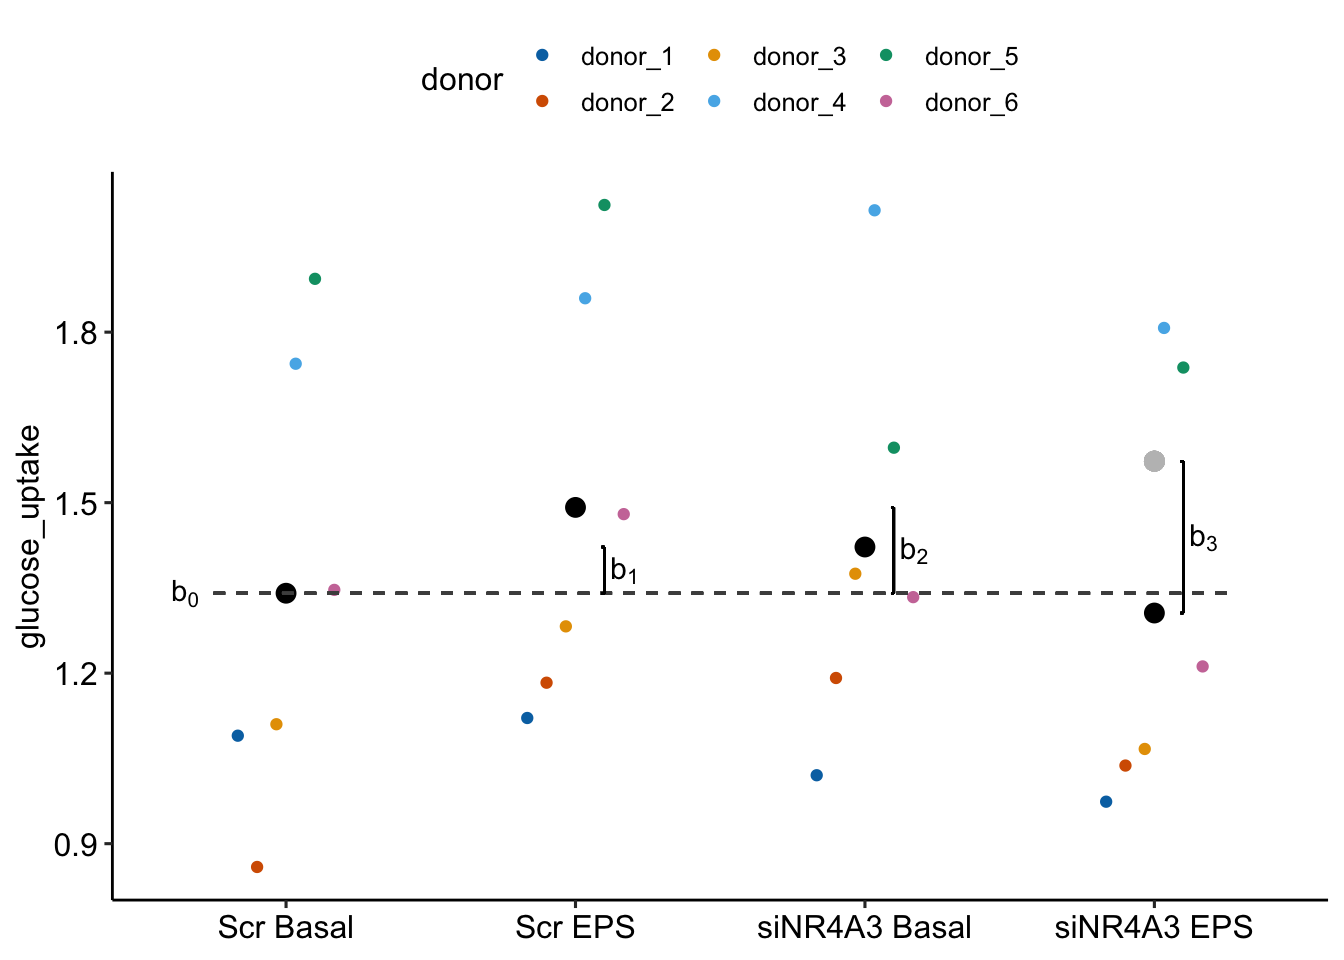 donor
donor_1 donor_3 donor_5
donor_2 donor_4 donor_6
glucose_uptake
1.8
1.5
1.2
0.9
b0
b1
b2
b3
Scr Basal Scr EPS siNR4A3 Basal siNR4A3 EPS